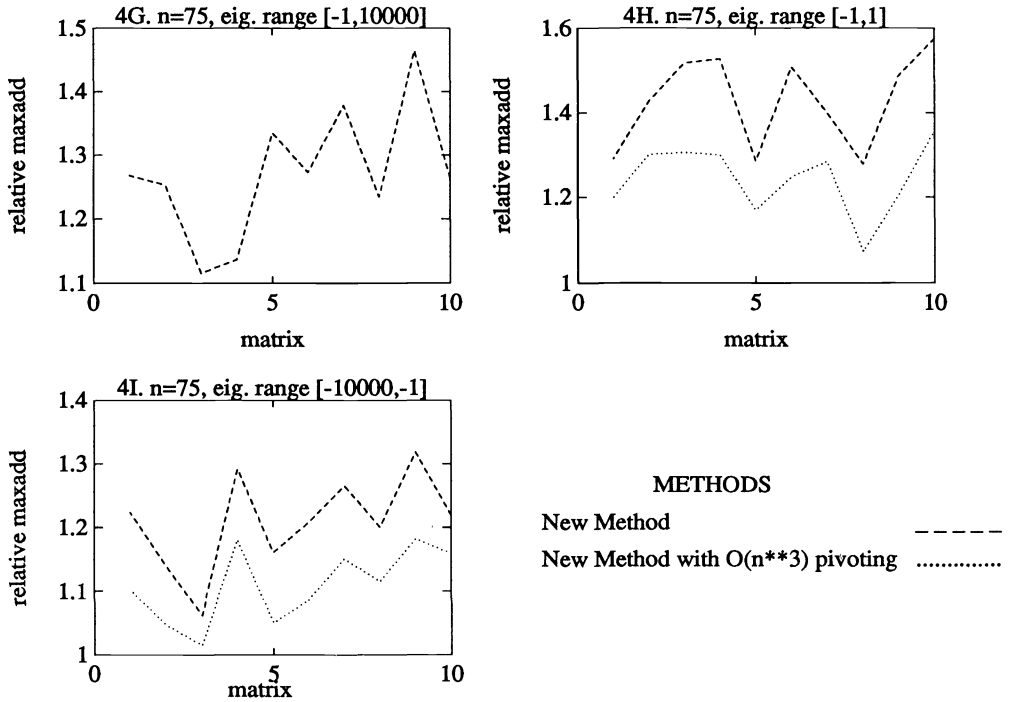 4G. n=75, eig. range [-1,10000]
1.5
1.4
1.3
1.2
1.1
relative maxadd
0
5
10
matrix
4H. n=75, eig. range [-1,1]
1.6
1.4
1.2
1
relative maxadd
0
5
10
matrix
4I. n=75, eig. range [-10000,-1]
1.4
1.3
1.2
1.1
1
relative maxadd
0
5
10
matrix
METHODS
New Method
New Method with O(n**3) pivoting